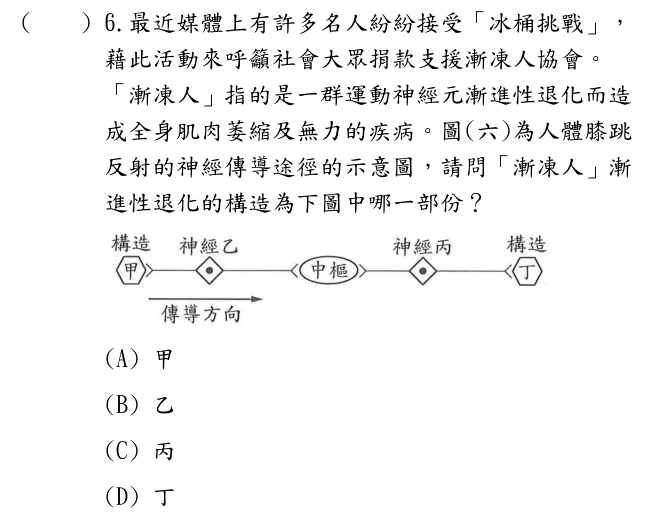 (　　) 6.最近媒體上有許多名人紛紛接受「冰桶挑戰」，
藉此活動來呼籲社會大眾捐款支援漸凍人協會。
「漸凍人」指的是一群運動神經元漸進性退化而造
成全身肌肉萎縮及無力的疾病。圖(六)為人體膝跳
反射的神經傳導途徑的示意圖，請問「漸凍人」漸
進性退化的構造為下圖中哪一部份？
構造 神經乙 神經丙 構造
甲 中樞 丁
傳導方向
(A) 甲
(B) 乙
(C) 丙
(D) 丁